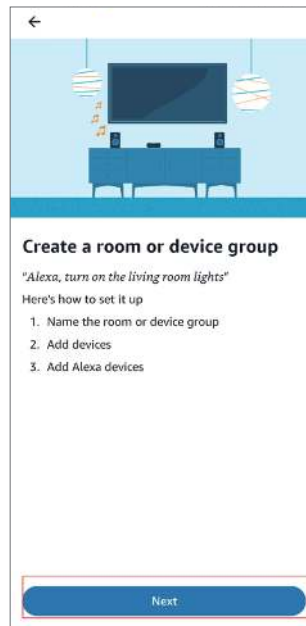 Create a room or device group
"Alexa, turn on the living room lights"
Here's how to set it up
1. Name the room or device group
2. Add devices
3. Add Alexa devices
Next